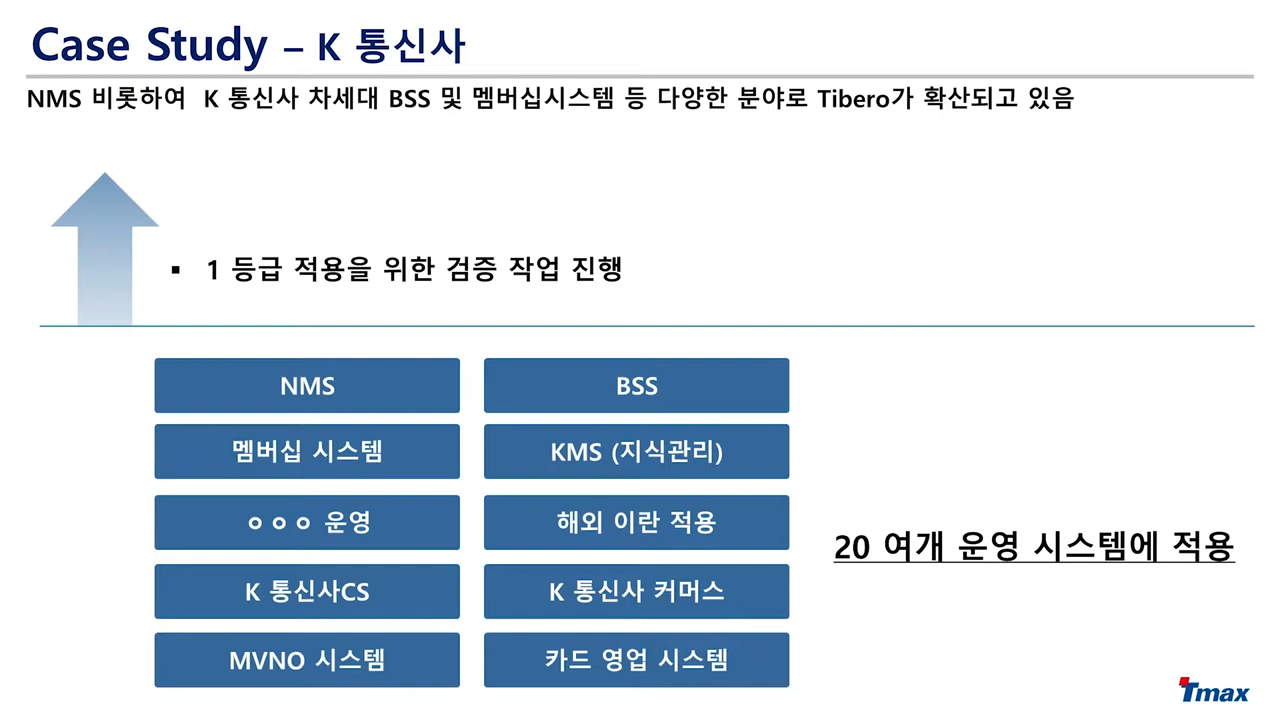 Case Study – K 통신사
NMS 비롯하여 K 통신사 차세대 BSS 및 멤버십시스템 등 다양한 분야로 Tibero가 확산되고 있음
▪ 1 등급 적용을 위한 검증 작업 진행
NMS
BSS
멤버십 시스템
KMS (지식관리)
ㅇㅇㅇ 운영
해외 이란 적용
K 통신사CS
K 통신사 커머스
MVNO 시스템
카드 영업 시스템
20 여개 운영 시스템에 적용
Tmax